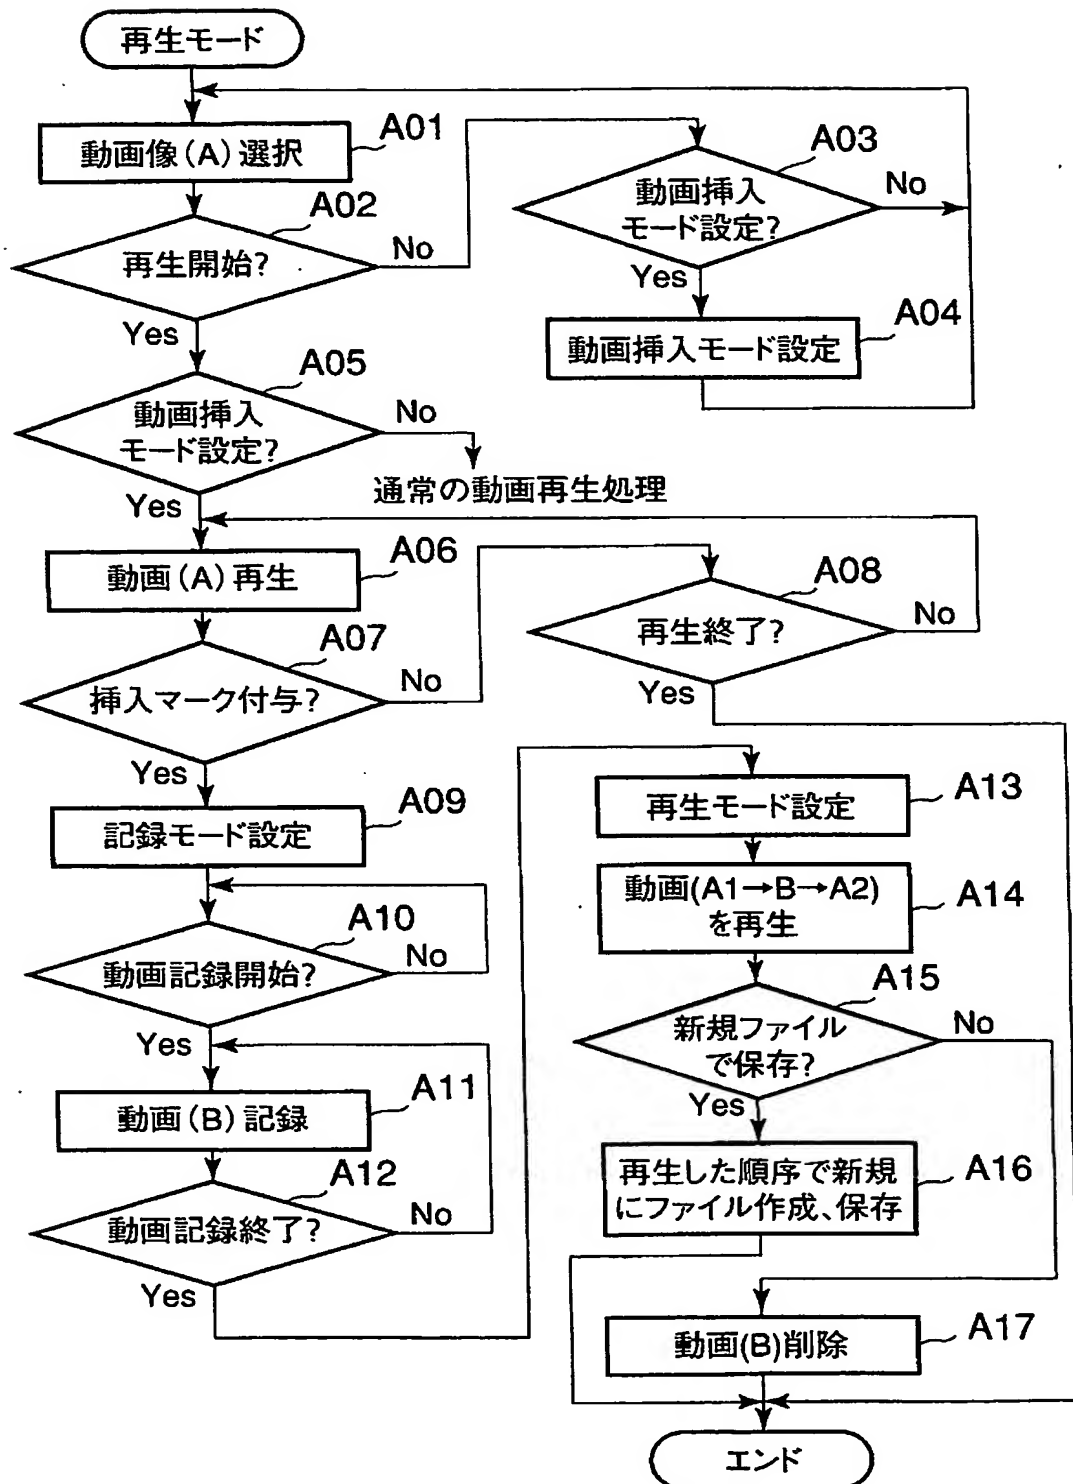 再生モード
動画像(A)選択
A01
再生開始?
A02
No
Yes
動画挿入
モード設定?
A03
No
Yes
動画挿入モード設定
A04
動画挿入
モード設定?
A05
No
通常の動画再生処理
Yes
動画(A)再生
A06
挿入マーク付与?
A07
No
Yes
再生終了?
A08
No
Yes
記録モード設定
A09
動画記録開始?
A10
No
Yes
動画(B)記録
A11
動画記録終了?
A12
No
Yes
再生モード設定
A13
動画(A1→B→A2)
を再生
A14
新規ファイル
で保存?
A15
No
Yes
再生した順序で新規
にファイル作成、保存
A16
動画(B)削除
A17
エンド